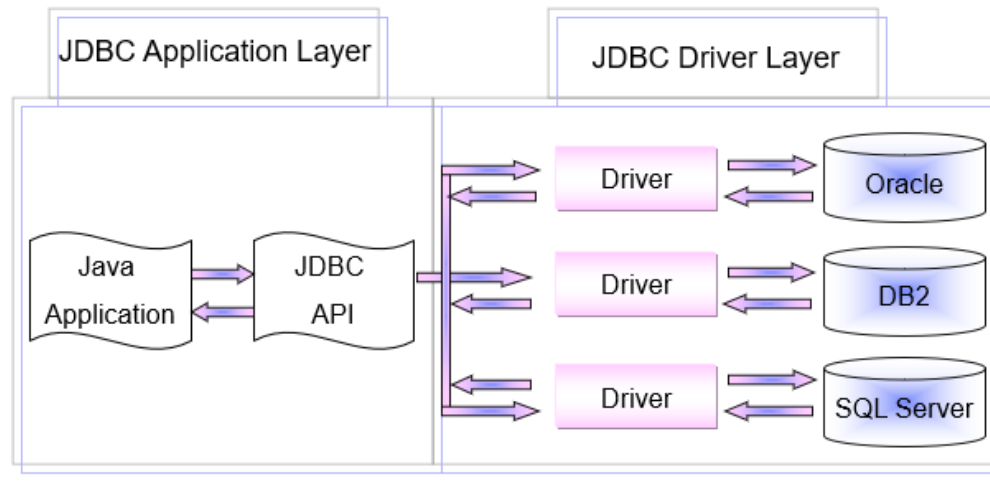 JDBC Application Layer
JDBC Driver Layer
Java
Application
JDBC
API
Driver
Oracle
Driver
DB2
Driver
SQL Server